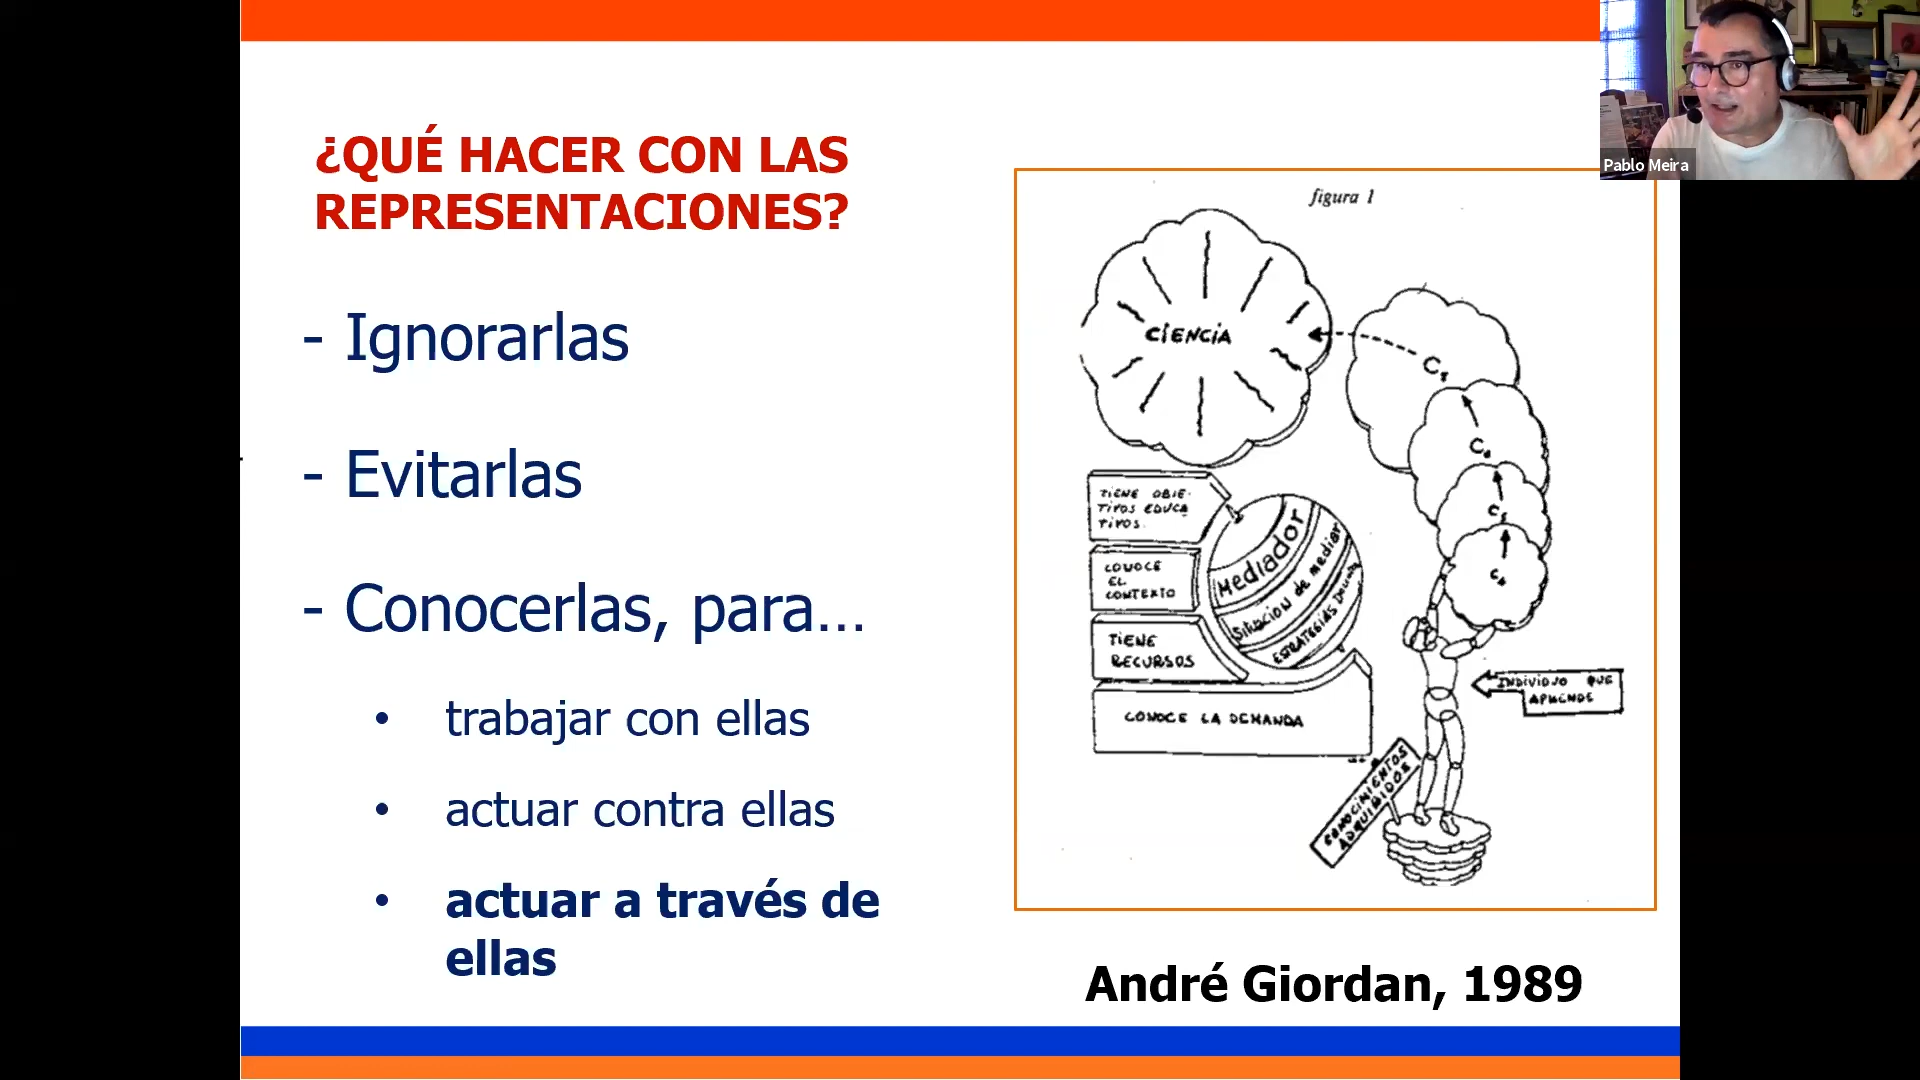 ¿QUÉ HACER CON LAS
REPRESENTACIONES?
- Ignorarlas
- Evitarlas
- Conocerlas, para...
• trabajar con ellas
• actuar contra ellas
• actuar a través de
ellas
figura 1
CIENCIA
TIENE OBJE-
TIVOS EDUCA
TIVOS.
CONOCE
EL
CONTEXTO
TIENE
RECURSOS
CONOCE LA DEMANDA
Mediador
Situacion de mediar
ESTRATEGIAS
INDIVIDUO QUE
APRENDE
CONOCIMIENTOS
ADQUIRIDOS
André Giordan, 1989
Pablo Meira